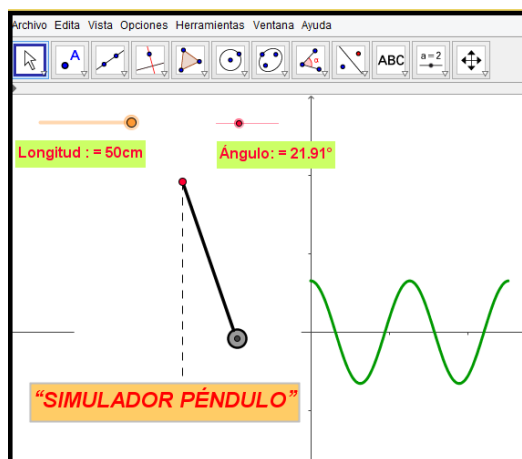 Archivo Edita Vista Opciones Herramientas Ventana Ayuda
A α ABC a=2
Longitud : = 50cm Ángulo: = 21.91°
“SIMULADOR PÉNDULO”